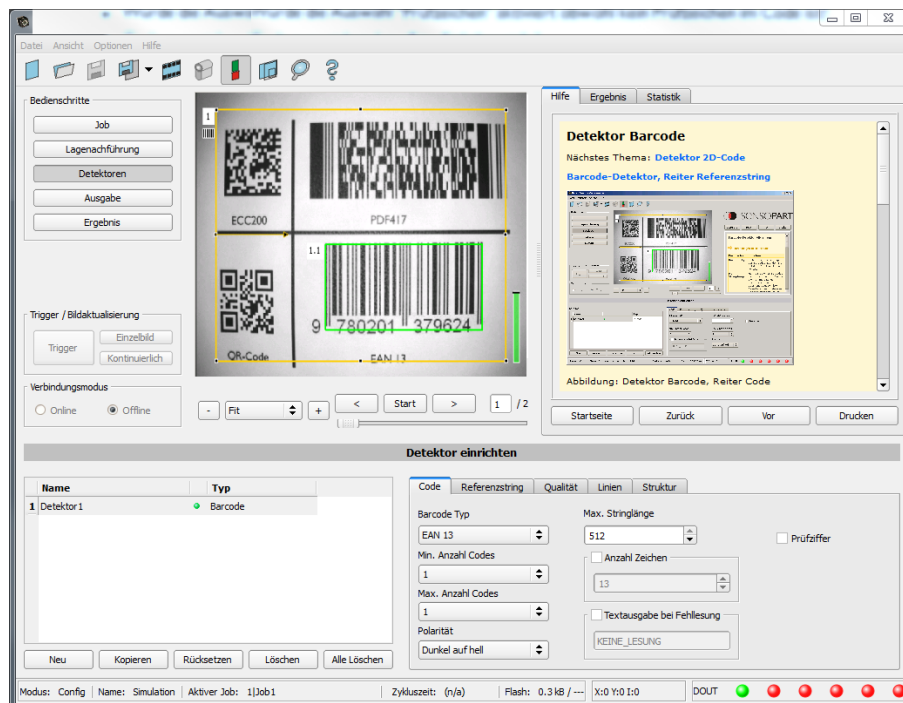 Datei Ansicht Optionen Hilfe
Bedienschritte
Job
Lagenachführung
Detektoren
Ausgabe
Ergebnis
Trigger / Bildaktualisierung
Trigger
Einzelbild
Kontinuierlich
Verbindungsmodus
Online
Offline
1
ECC200
PDF417
1.1
9 780201 379624
QR-Code
EAN 13
-
Fit
+
<
Start
>
1 / 2
Hilfe Ergebnis Statistik
Detektor Barcode
Nächstes Thema: Detektor 2D-Code
Barcode-Detektor, Reiter Referenzstring
SENSOPART
Abbildung: Detektor Barcode, Reiter Code
Startseite Zurück Vor Drucken
Detektor einrichten
Name Typ
1 Detektor1 Barcode
Neu Kopieren Rücksetzen Löschen Alle Löschen
Code Referenzstring Qualität Linien Struktur
Barcode Typ
EAN 13
Min. Anzahl Codes
1
Max. Anzahl Codes
1
Polarität
Dunkel auf hell
Max. Stringlänge
512
Anzahl Zeichen
13
Textausgabe bei Fehllesung
KEINE_LESUNG
Prüfziffer
Modus: Config Name: Simulation Aktiver Job: 1|Job1 Zykluszeit: (n/a) Flash: 0.3 kB / --- X:0 Y:0 I:0 DOUT